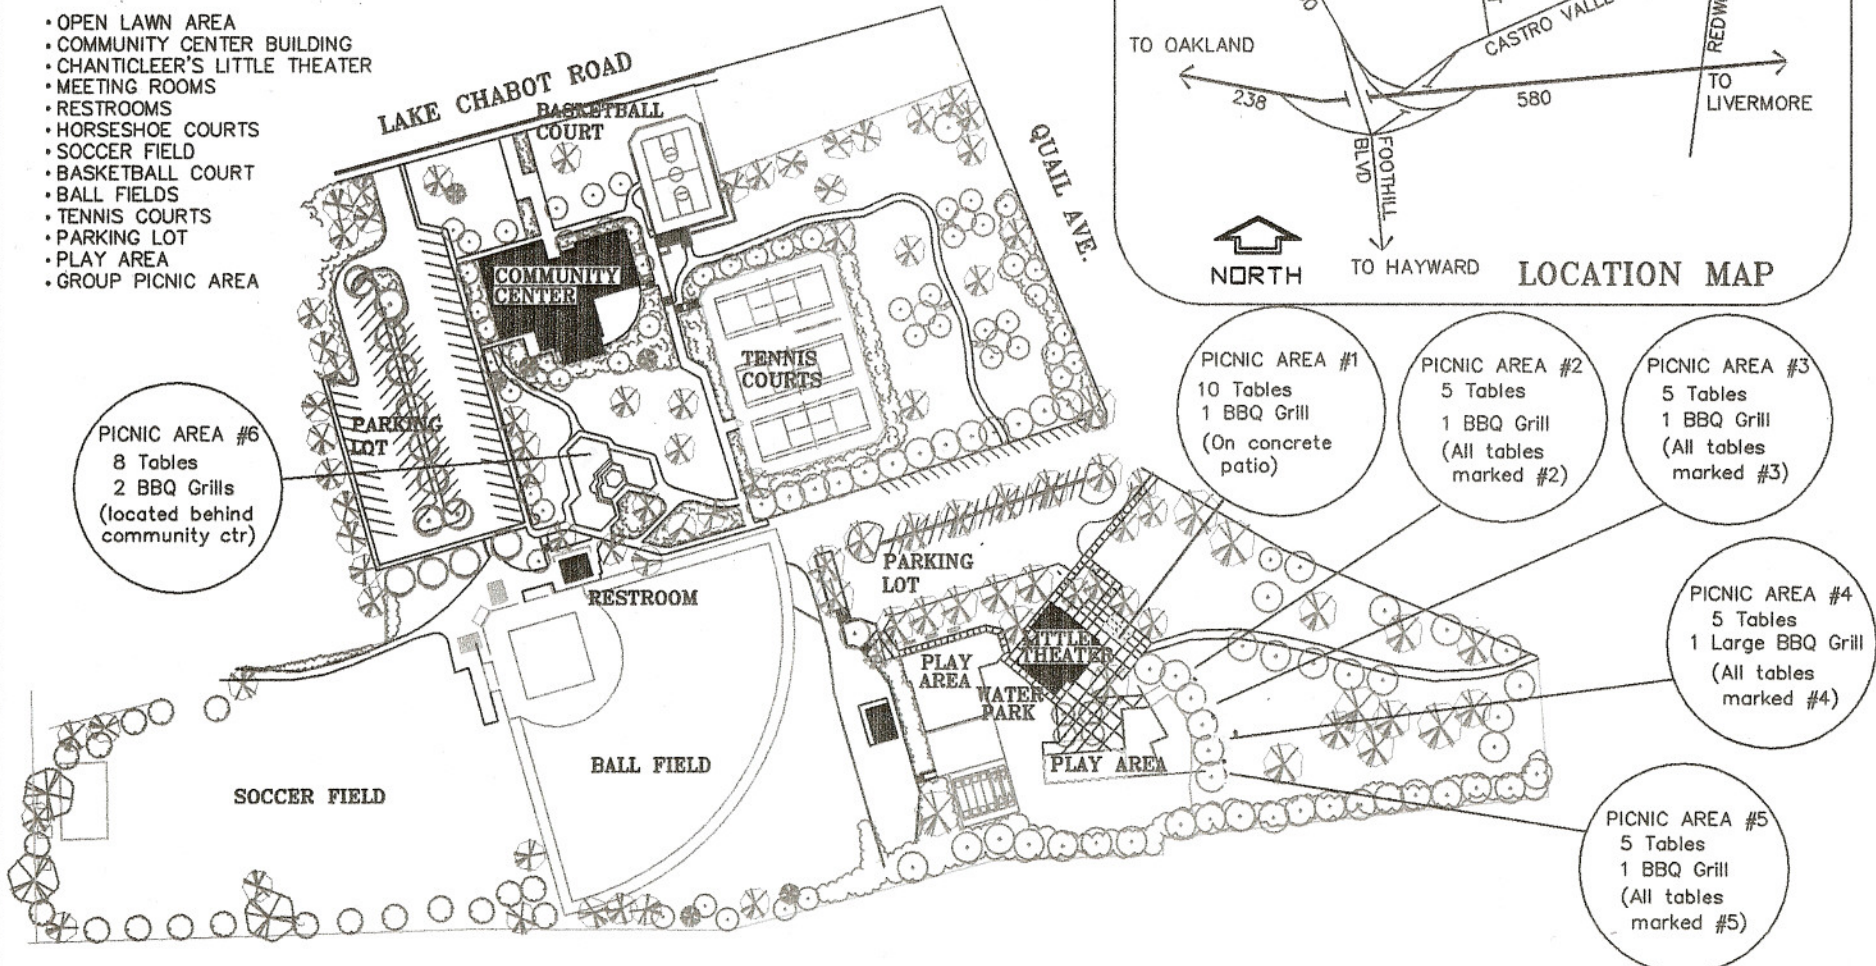 • OPEN LAWN AREA
• COMMUNITY CENTER BUILDING
• CHANTICLEER'S LITTLE THEATER
• MEETING ROOMS
• RESTROOMS
• HORSESHOE COURTS
• SOCCER FIELD
• BASKETBALL COURT
• BALL FIELDS
• TENNIS COURTS
• PARKING LOT
• PLAY AREA
• GROUP PICNIC AREA
LAKE CHABOT ROAD
BASKETBALL
COURT
QUAIL AVE.
COMMUNITY
CENTER
TENNIS
COURTS
PARKING
LOT
PICNIC AREA #6
8 Tables
2 BBQ Grills
(located behind
community ctr)
TO OAKLAND
238
580
CASTRO VALLE
REDW
TO
LIVERMORE
FOOTHILL
BLVD
TO HAYWARD
NORTH
LOCATION MAP
PICNIC AREA #1
10 Tables
1 BBQ Grill
(On concrete
patio)
PICNIC AREA #2
5 Tables
1 BBQ Grill
(All tables
marked #2)
PICNIC AREA #3
5 Tables
1 BBQ Grill
(All tables
marked #3)
PICNIC AREA #4
5 Tables
1 Large BBQ Grill
(All tables
marked #4)
PICNIC AREA #5
5 Tables
1 BBQ Grill
(All tables
marked #5)
RESTROOM
PARKING
LOT
LITTLE
THEATER
PLAY
AREA
WATER
PARK
PLAY AREA
BALL FIELD
SOCCER FIELD